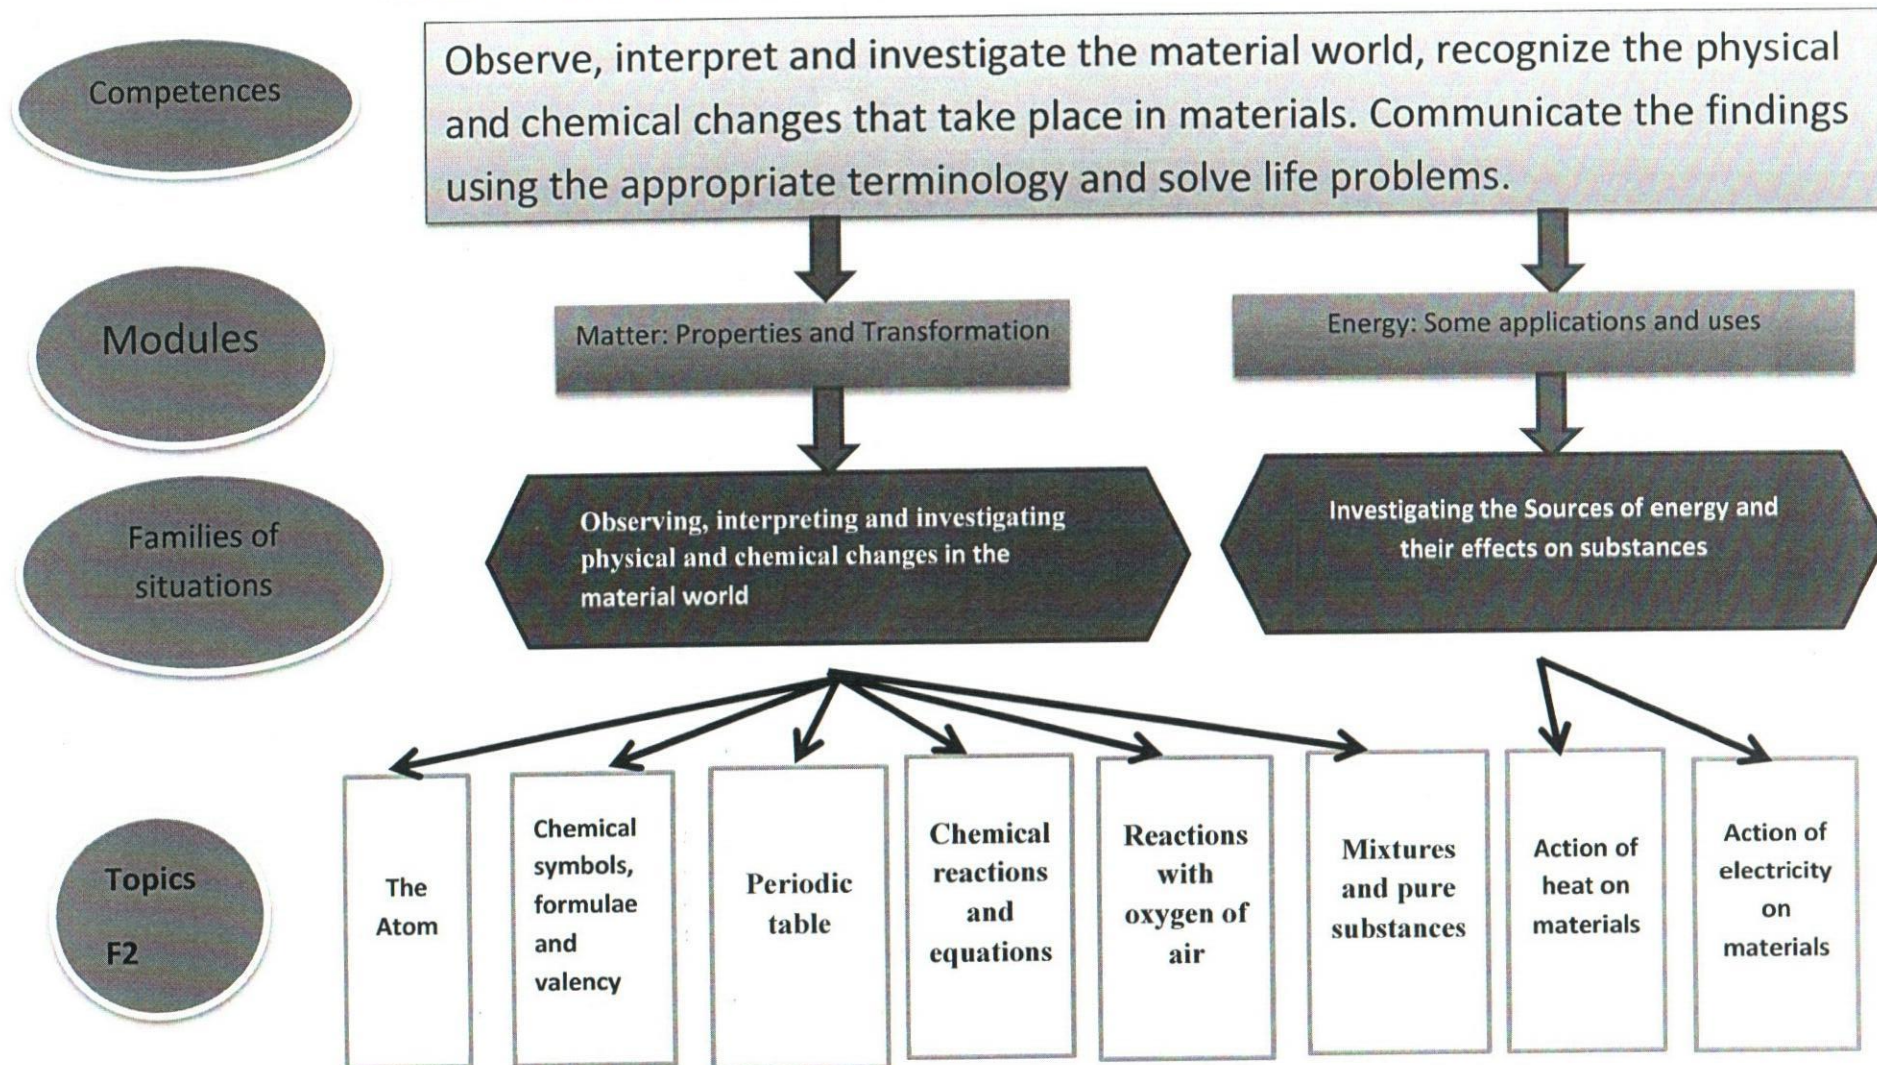 Competences
Observe, interpret and investigate the material world, recognize the physical
and chemical changes that take place in materials. Communicate the findings
using the appropriate terminology and solve life problems.
Modules
Matter: Properties and Transformation
Energy: Some applications and uses
Families of
situations
Observing, interpreting and investigating
physical and chemical changes in the
material world
Investigating the Sources of energy and
their effects on substances
Topics
F2
The
Atom
Chemical
symbols,
formulae
and
valency
Periodic
table
Chemical
reactions
and
equations
Reactions
with
oxygen of
air
Mixtures
and pure
substances
Action of
heat on
materials
Action of
electricity
on
materials